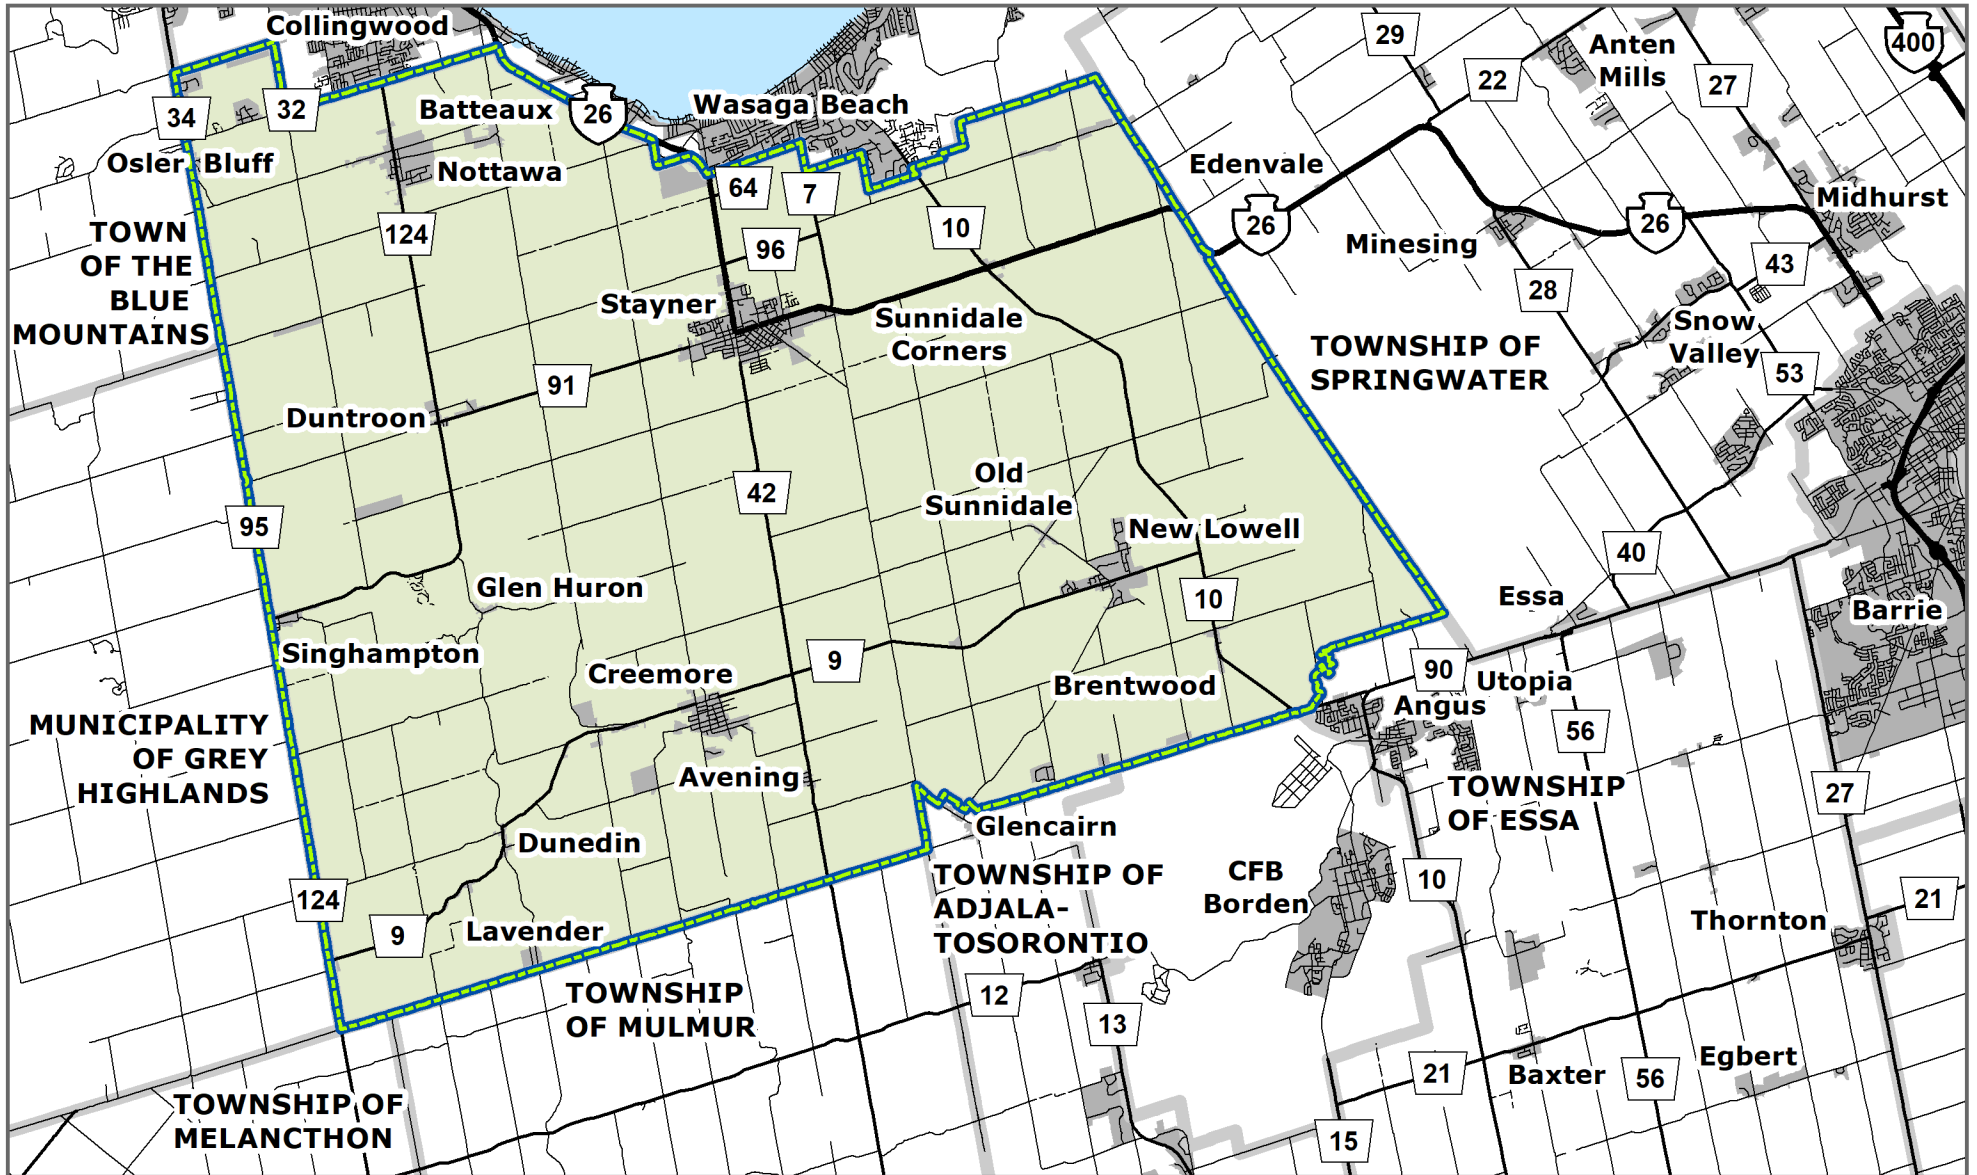 Collingwood
29
Anten
Mills
400
22
27
34
32
Batteaux
26
Wasaga Beach
Osler Bluff
Nottawa
64
7
Edenvale
Midhurst
TOWN
OF THE
BLUE
MOUNTAINS
124
96
10
26
Minesing
26
43
28
Stayner
Sunnidale
Corners
TOWNSHIP OF
SPRINGWATER
Snow
Valley
53
91
Duntroon
42
Old
Sunnidale
New Lowell
95
40
Glen Huron
10
Essa
Barrie
Singhampton
Creemore
9
Brentwood
90
Utopia
Angus
56
MUNICIPALITY
OF GREY
HIGHLANDS
Avening
TOWNSHIP
OF ESSA
27
Glencairn
Dunedin
TOWNSHIP OF
ADJALA-
TOSORONTIO
CFB
Borden
10
124
9
Lavender
Thornton
21
TOWNSHIP
OF MULMUR
12
13
21
Baxter
56
Egbert
TOWNSHIP OF
MELANCTHON
15